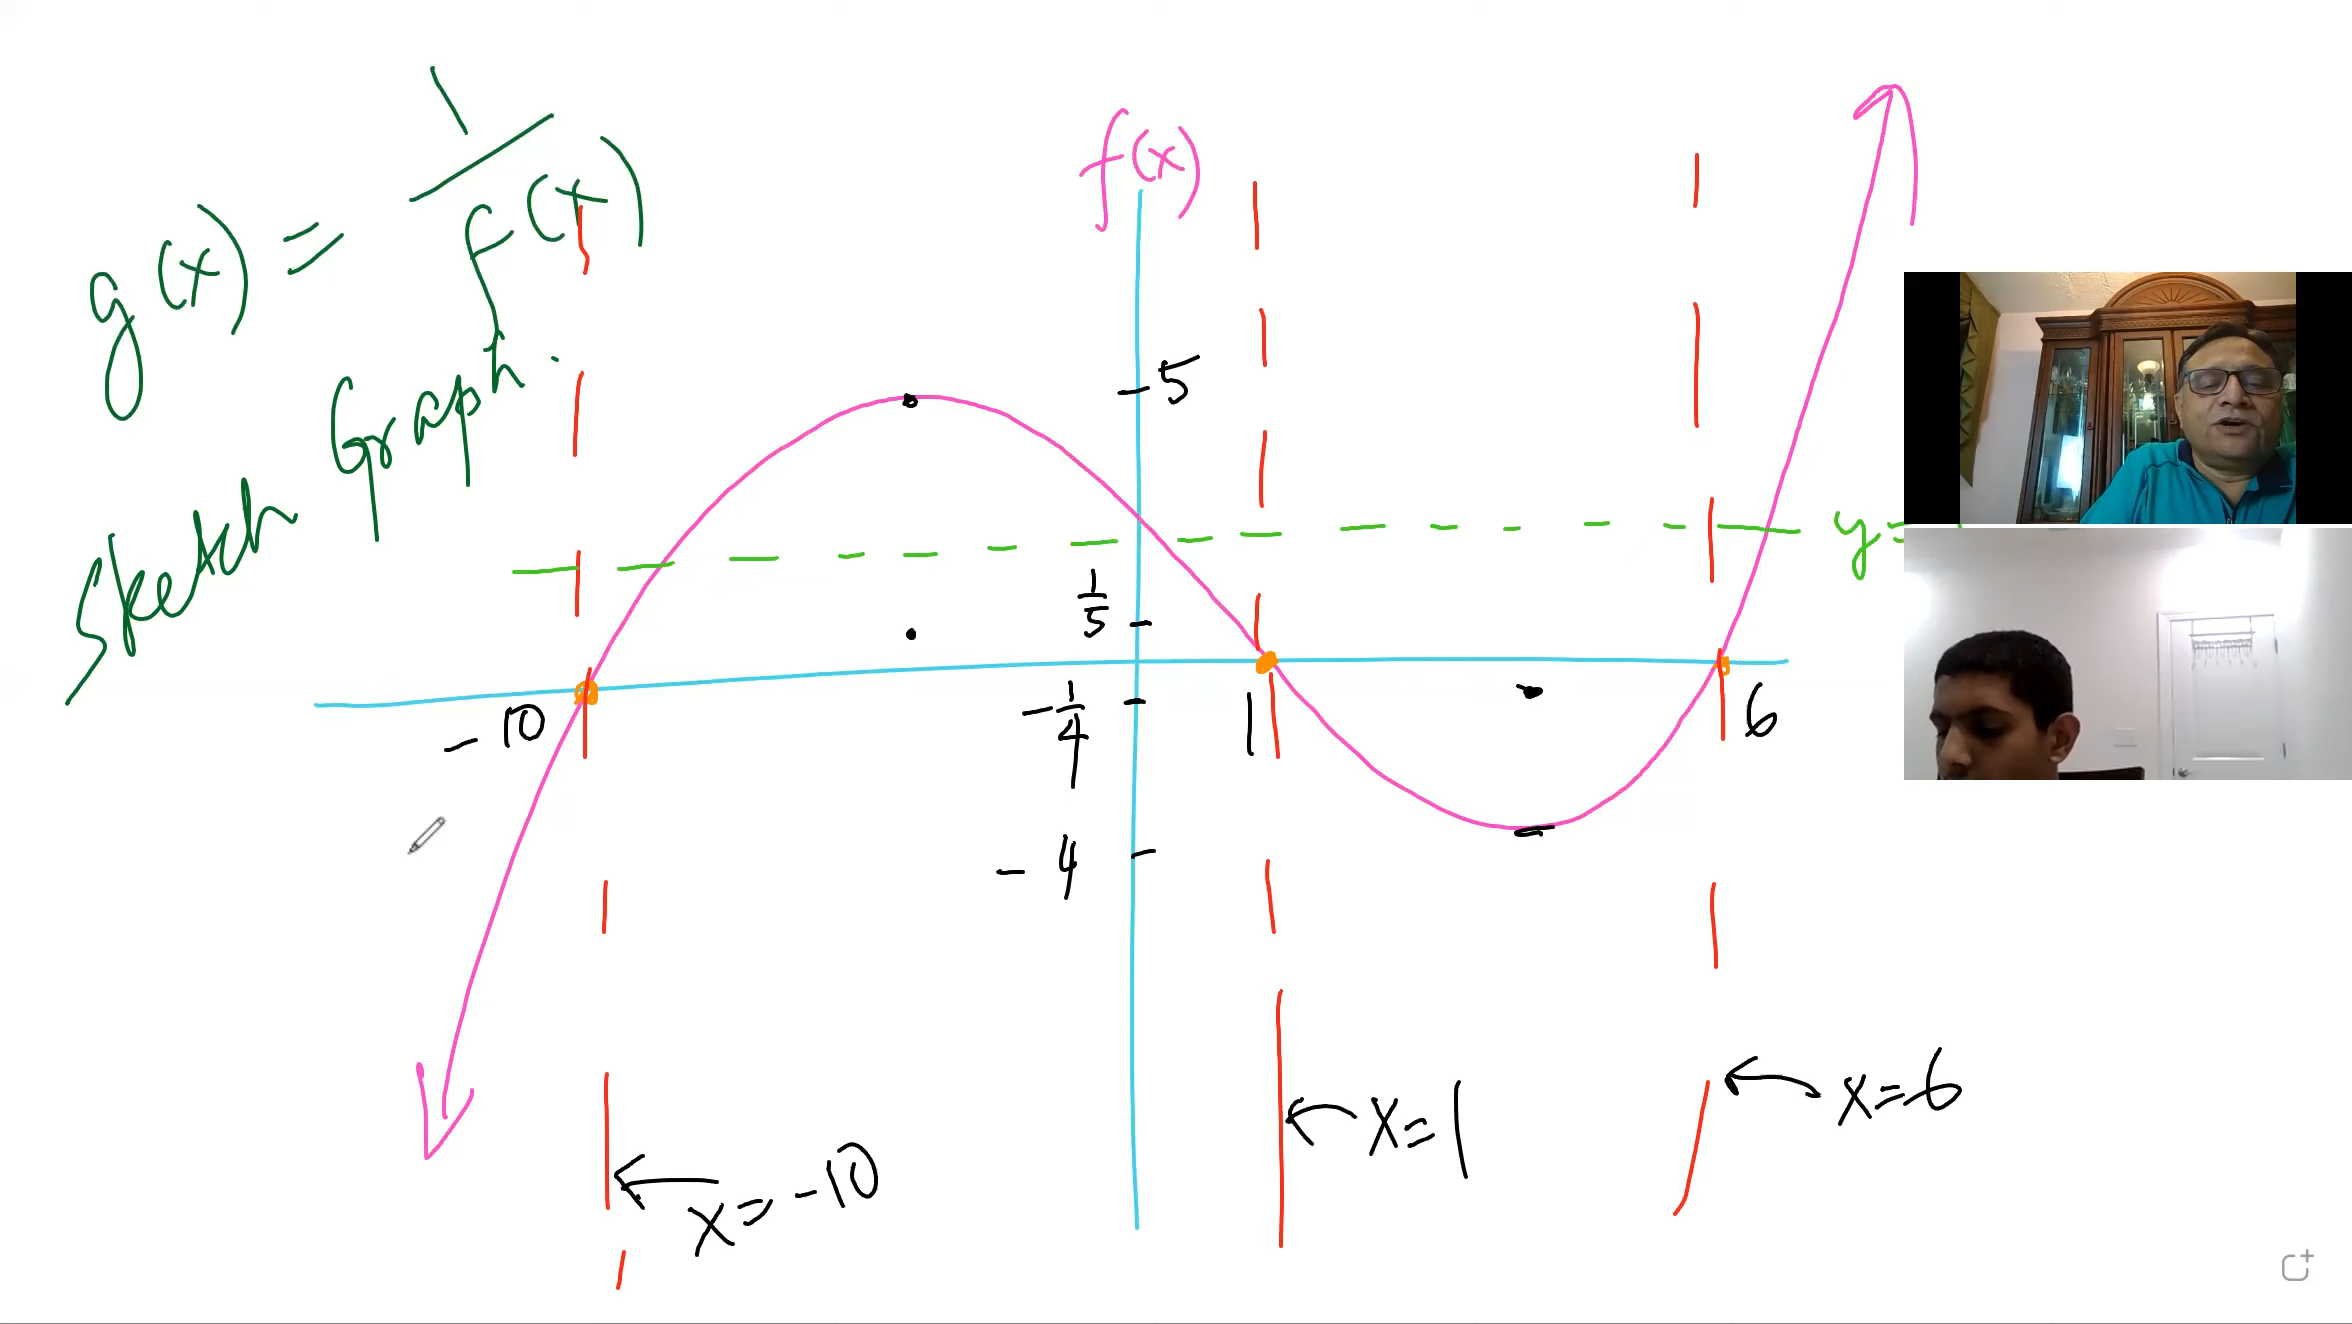 g(x) = 1/f(x)
Sketch Graph.
f(x)
-5
y=
1/5
-10
-1/4
1
6
-4
x=-10
x=1
x=6